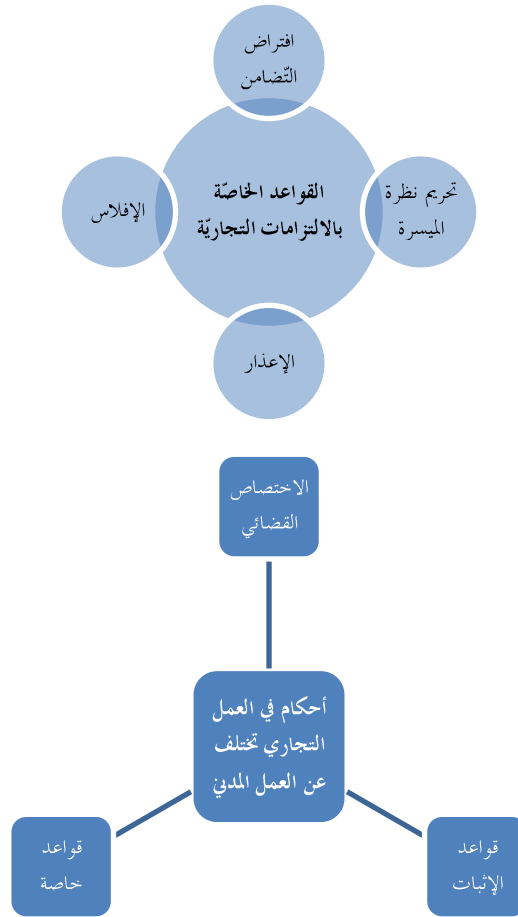 افتراض
التّضامن
القواعد الخاصّة
بالالتزامات التجاريّة
تحريم نظرة
الميسرة
الإفلاس
الإعذار
الاختصاص
القضائي
أحكام في العمل
التجاري تختلف
عن العمل المدني
قواعد
الإثبات
قواعد
خاصة